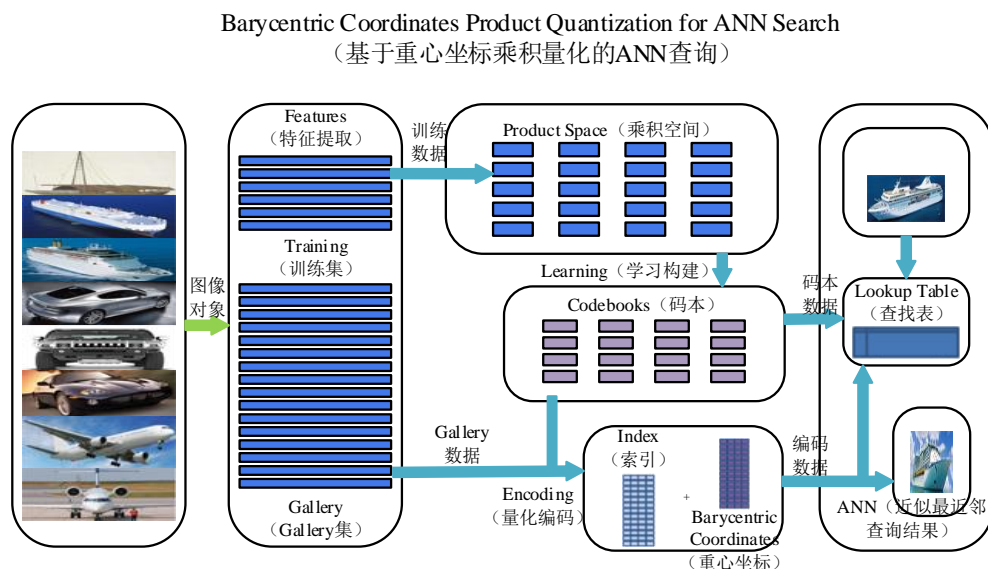 Barycentric Coordinates Product Quantization for ANN Search
（基于重心坐标乘积量化的ANN查询）
图像
对象
Features
（特征提取）
Training
（训练集）
Gallery
（Gallery集）
训练
数据
Product Space（乘积空间）
Learning（学习构建）
Codebooks（码本）
码本
数据
Lookup Table
（查找表）
Gallery
数据
Encoding
（量化编码）
Index
（索引）
+
Barycentric
Coordinates
（重心坐标）
编码
数据
ANN（近似最近邻
查询结果）